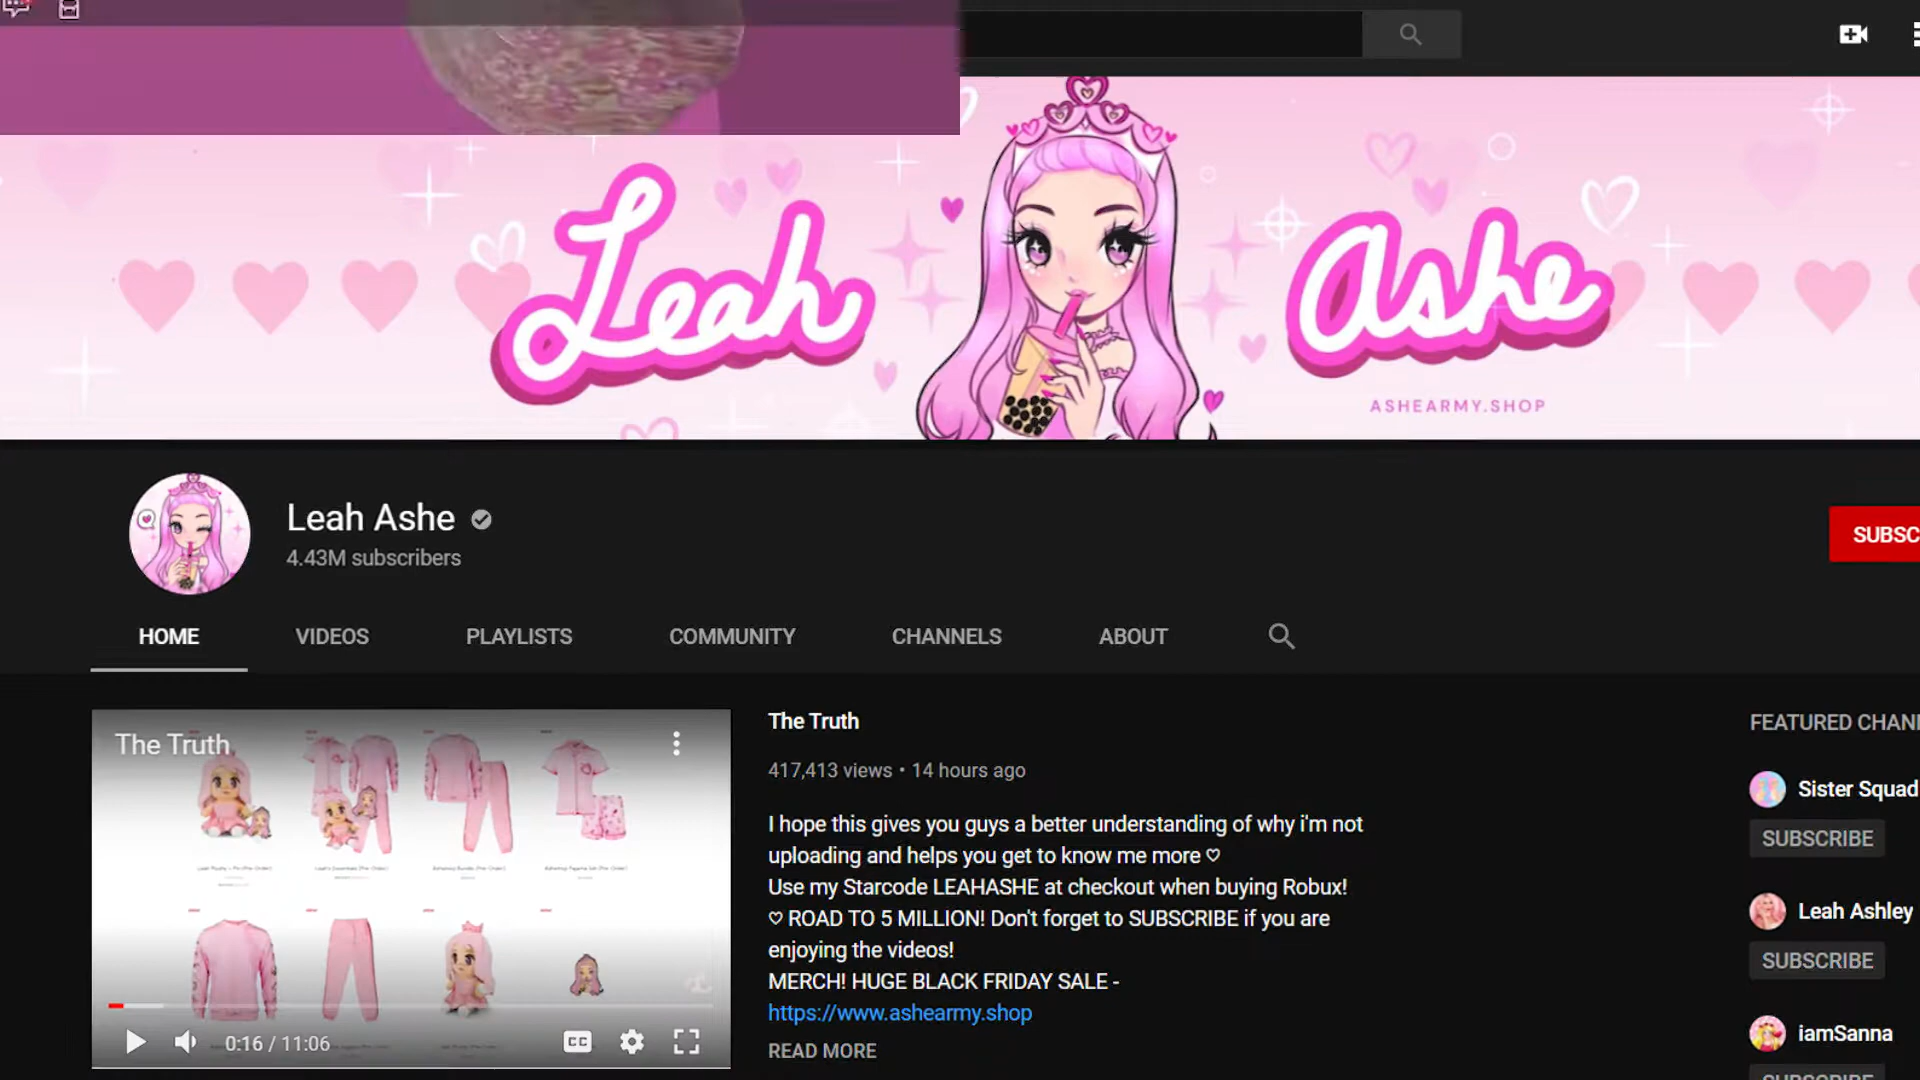 Leah
Ashe
ASHEARMY.SHOP
Leah Ashe
4.43M subscribers
SUBSC
HOME
VIDEOS
PLAYLISTS
COMMUNITY
CHANNELS
ABOUT
The Truth
0:16 / 11:06
CC
The Truth
417,413 views • 14 hours ago
I hope this gives you guys a better understanding of why i'm not
uploading and helps you get to know me more ♡
Use my Starcode LEAHASHE at checkout when buying Robux!
♡ ROAD TO 5 MILLION! Don't forget to SUBSCRIBE if you are
enjoying the videos!
MERCH! HUGE BLACK FRIDAY SALE -
https://www.ashearmy.shop
READ MORE
FEATURED CHAN
Sister Squad
SUBSCRIBE
Leah Ashley
SUBSCRIBE
iamSanna
SUBSCRIBE